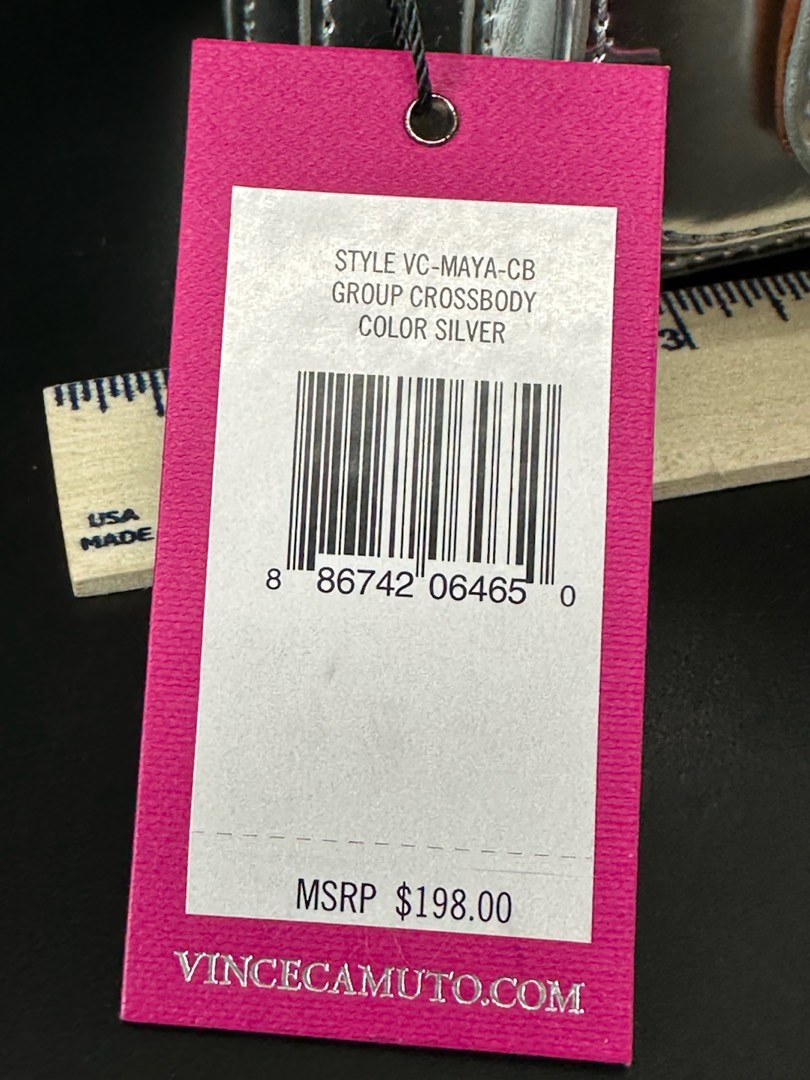 STYLE VC-MAYA-CB
GROUP CROSSBODY
COLOR SILVER
3
8 86742 06465 0
USA
MADE
MSRP $198.00
VINCECAMUTO.COM